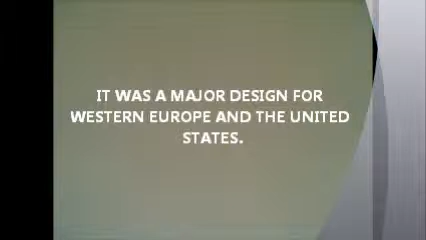 IT WAS A MAJOR DESIGN FOR
WESTERN EUROPE AND THE UNITED
STATES.